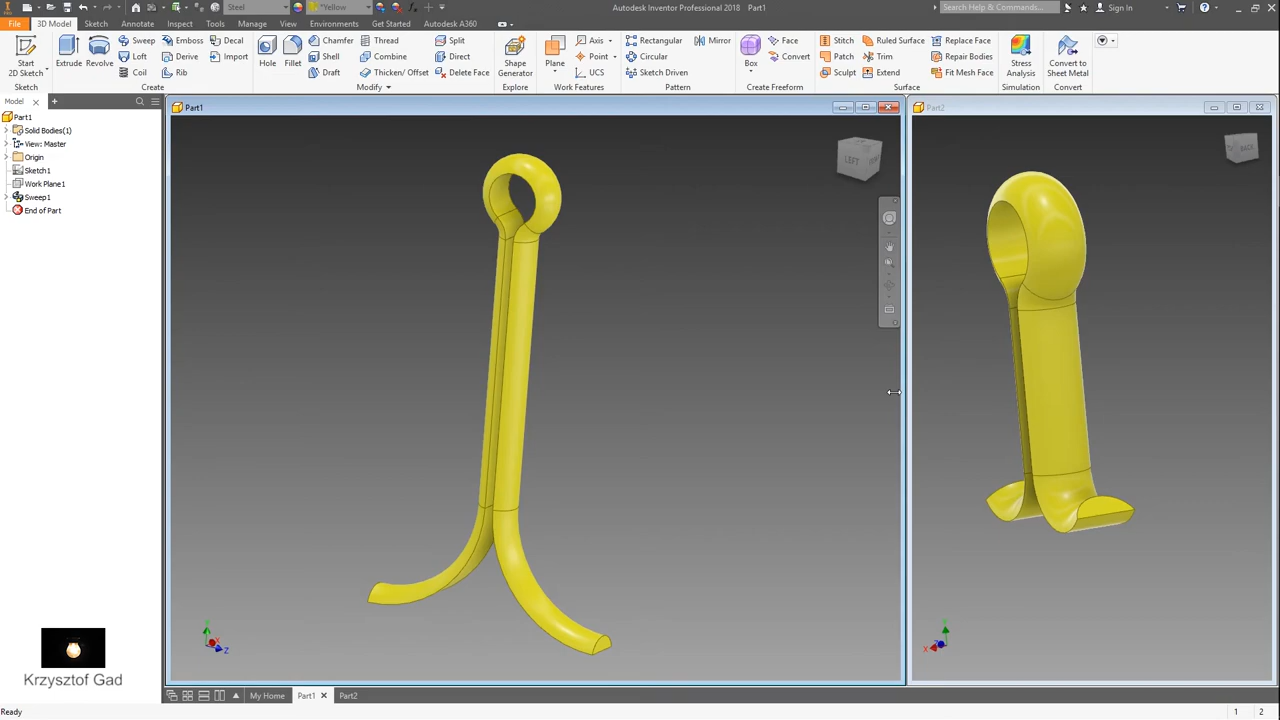 Steel
*Yellow
Autodesk Inventor Professional 2018 Part1
Search Help & Commands...
Sign In
File 3D Model Sketch Annotate Inspect Tools Manage View Environments Get Started Autodesk A360
Start
2D Sketch
Extrude
Revolve
Sweep
Loft
Coil
Emboss
Derive
Rib
Decal
Import
Hole
Fillet
Chamfer
Shell
Draft
Thread
Combine
Thicken/ Offset
Split
Direct
Delete Face
Shape
Generator
Plane
Axis
Point
UCS
Rectangular
Circular
Sketch Driven
Mirror
Box
Face
Convert
Stitch
Patch
Sculpt
Ruled Surface
Trim
Extend
Replace Face
Repair Bodies
Fit Mesh Face
Stress
Analysis
Convert to
Sheet Metal
Sketch Create Modify Explore Work Features Pattern Create Freeform Surface Simulation Convert
Model
Part1
Solid Bodies(1)
View: Master
Origin
Sketch1
Work Plane1
Sweep1
End of Part
Part1
LEFT
Part2
BACK
Y
X
Z
Y
Z
X
Krzysztof Gad
My Home Part1 Part2
Ready 1 2